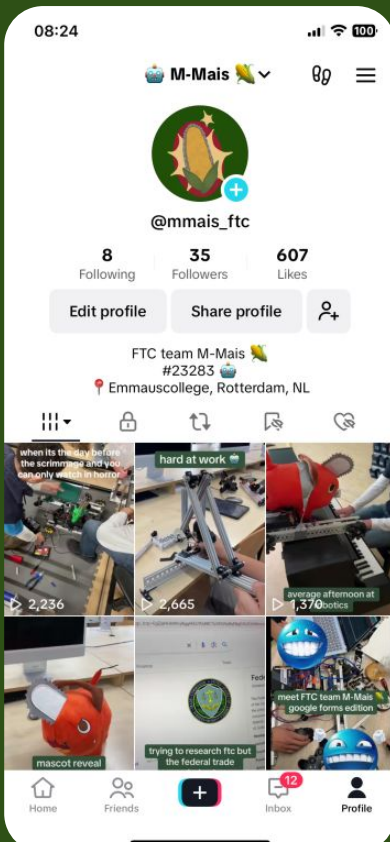 08:24
100
🤖 M-Mais 🌽
@mmais_ftc
8 35 607
Following Followers Likes
Edit profile Share profile
FTC team M-Mais 🌽
#23283 🤖
📍 Emmauscollege, Rotterdam, NL
when its the day before
the scrimmage and you
can only watch in horror
2,236
hard at work 🤖
2,665
average afternoon at
robotics
1,370
mascot reveal
trying to research ftc but
the federal trade
meet FTC team M-Mais 🌽
google forms edition
12
Home Friends Inbox Profile